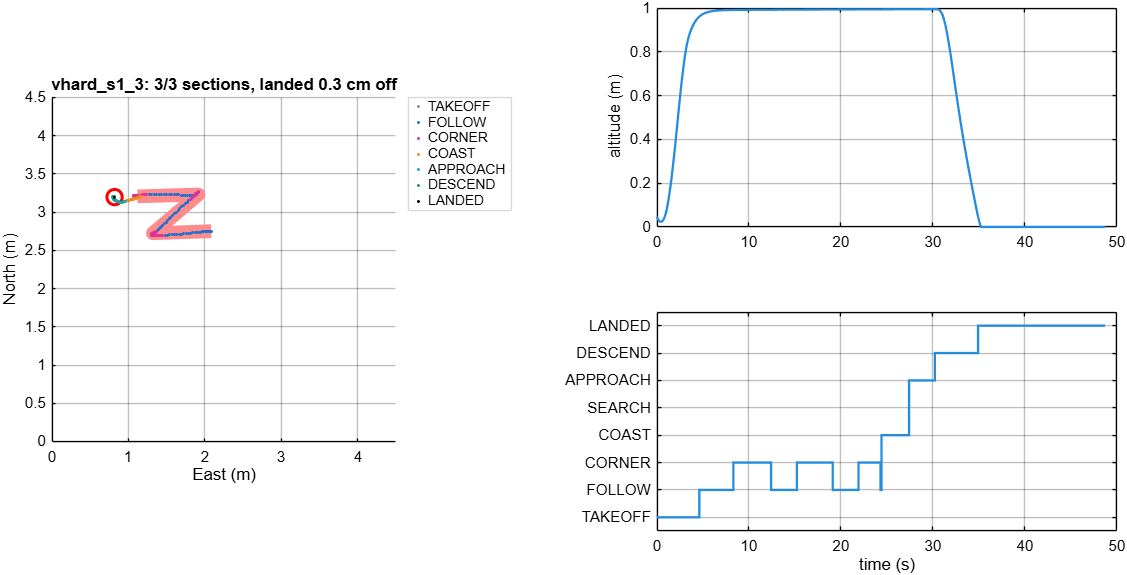 vhard_s1_3: 3/3 sections, landed 0.3 cm off
4.5
4
3.5
3
2.5
2
1.5
1
0.5
0
North (m)
0 1 2 3 4
East (m)
TAKEOFF
FOLLOW
CORNER
COAST
APPROACH
DESCEND
LANDED
1
0.8
0.6
0.4
0.2
0
altitude (m)
0 10 20 30 40 50
LANDED
DESCEND
APPROACH
SEARCH
COAST
CORNER
FOLLOW
TAKEOFF
0 10 20 30 40 50
time (s)